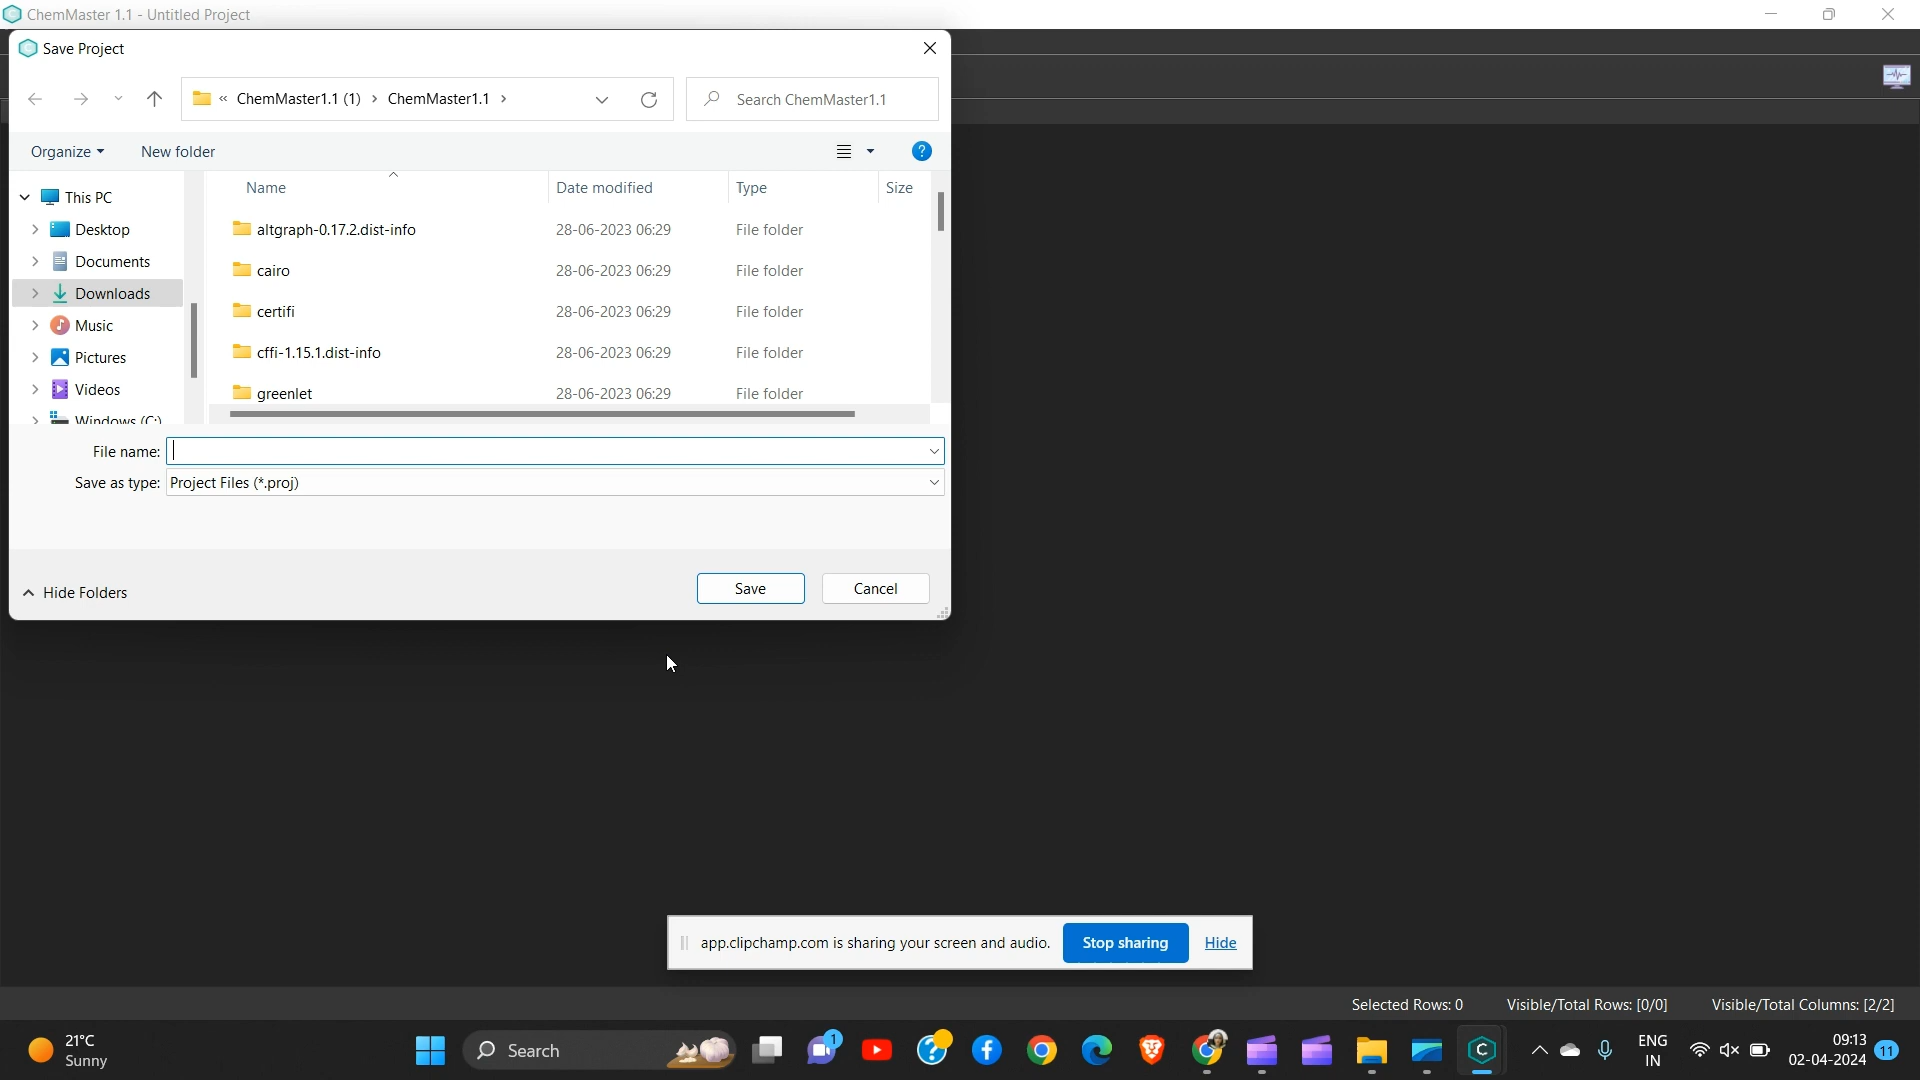 ChemMaster 1.1 - Untitled Project
Save Project
« ChemMaster1.1 (1) › ChemMaster1.1 ›
Search ChemMaster1.1
Organize
New folder
?
This PC
Desktop
Documents
Downloads
Music
Pictures
Videos
Windows (C:)
Name Date modified Type Size
altgraph-0.17.2.dist-info 28-06-2023 06:29 File folder
cairo 28-06-2023 06:29 File folder
certifi 28-06-2023 06:29 File folder
cffi-1.15.1.dist-info 28-06-2023 06:29 File folder
greenlet 28-06-2023 06:29 File folder
File name:
Save as type: Project Files (*.proj)
Hide Folders
Save
Cancel
app.clipchamp.com is sharing your screen and audio.
Stop sharing
Hide
Selected Rows: 0 Visible/Total Rows: [0/0] Visible/Total Columns: [2/2]
21°C
Sunny
Search
1
ENG
IN
09:13
02-04-2024
11